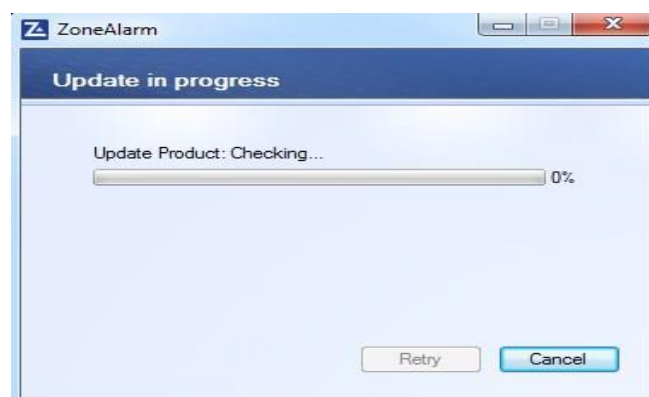 ZoneAlarm
Update in progress
Update Product: Checking...
0%
Retry
Cancel